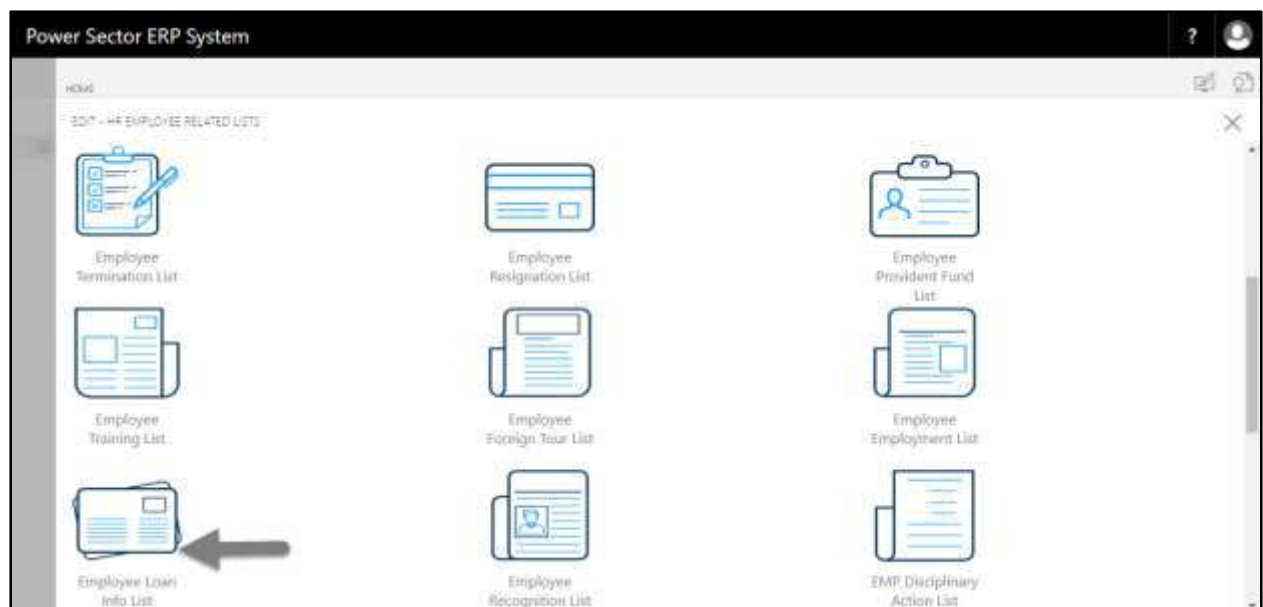 Power Sector ERP System
?
HOME
EDIT - HR EMPLOYEE RELATED LISTS
Employee
Termination List
Employee
Resignation List
Employee
Provident Fund
List
Employee
Training List
Employee
Foreign Tour List
Employee
Employment List
Employee Loan
Info List
Employee
Recognition List
EMP Disciplinary
Action List